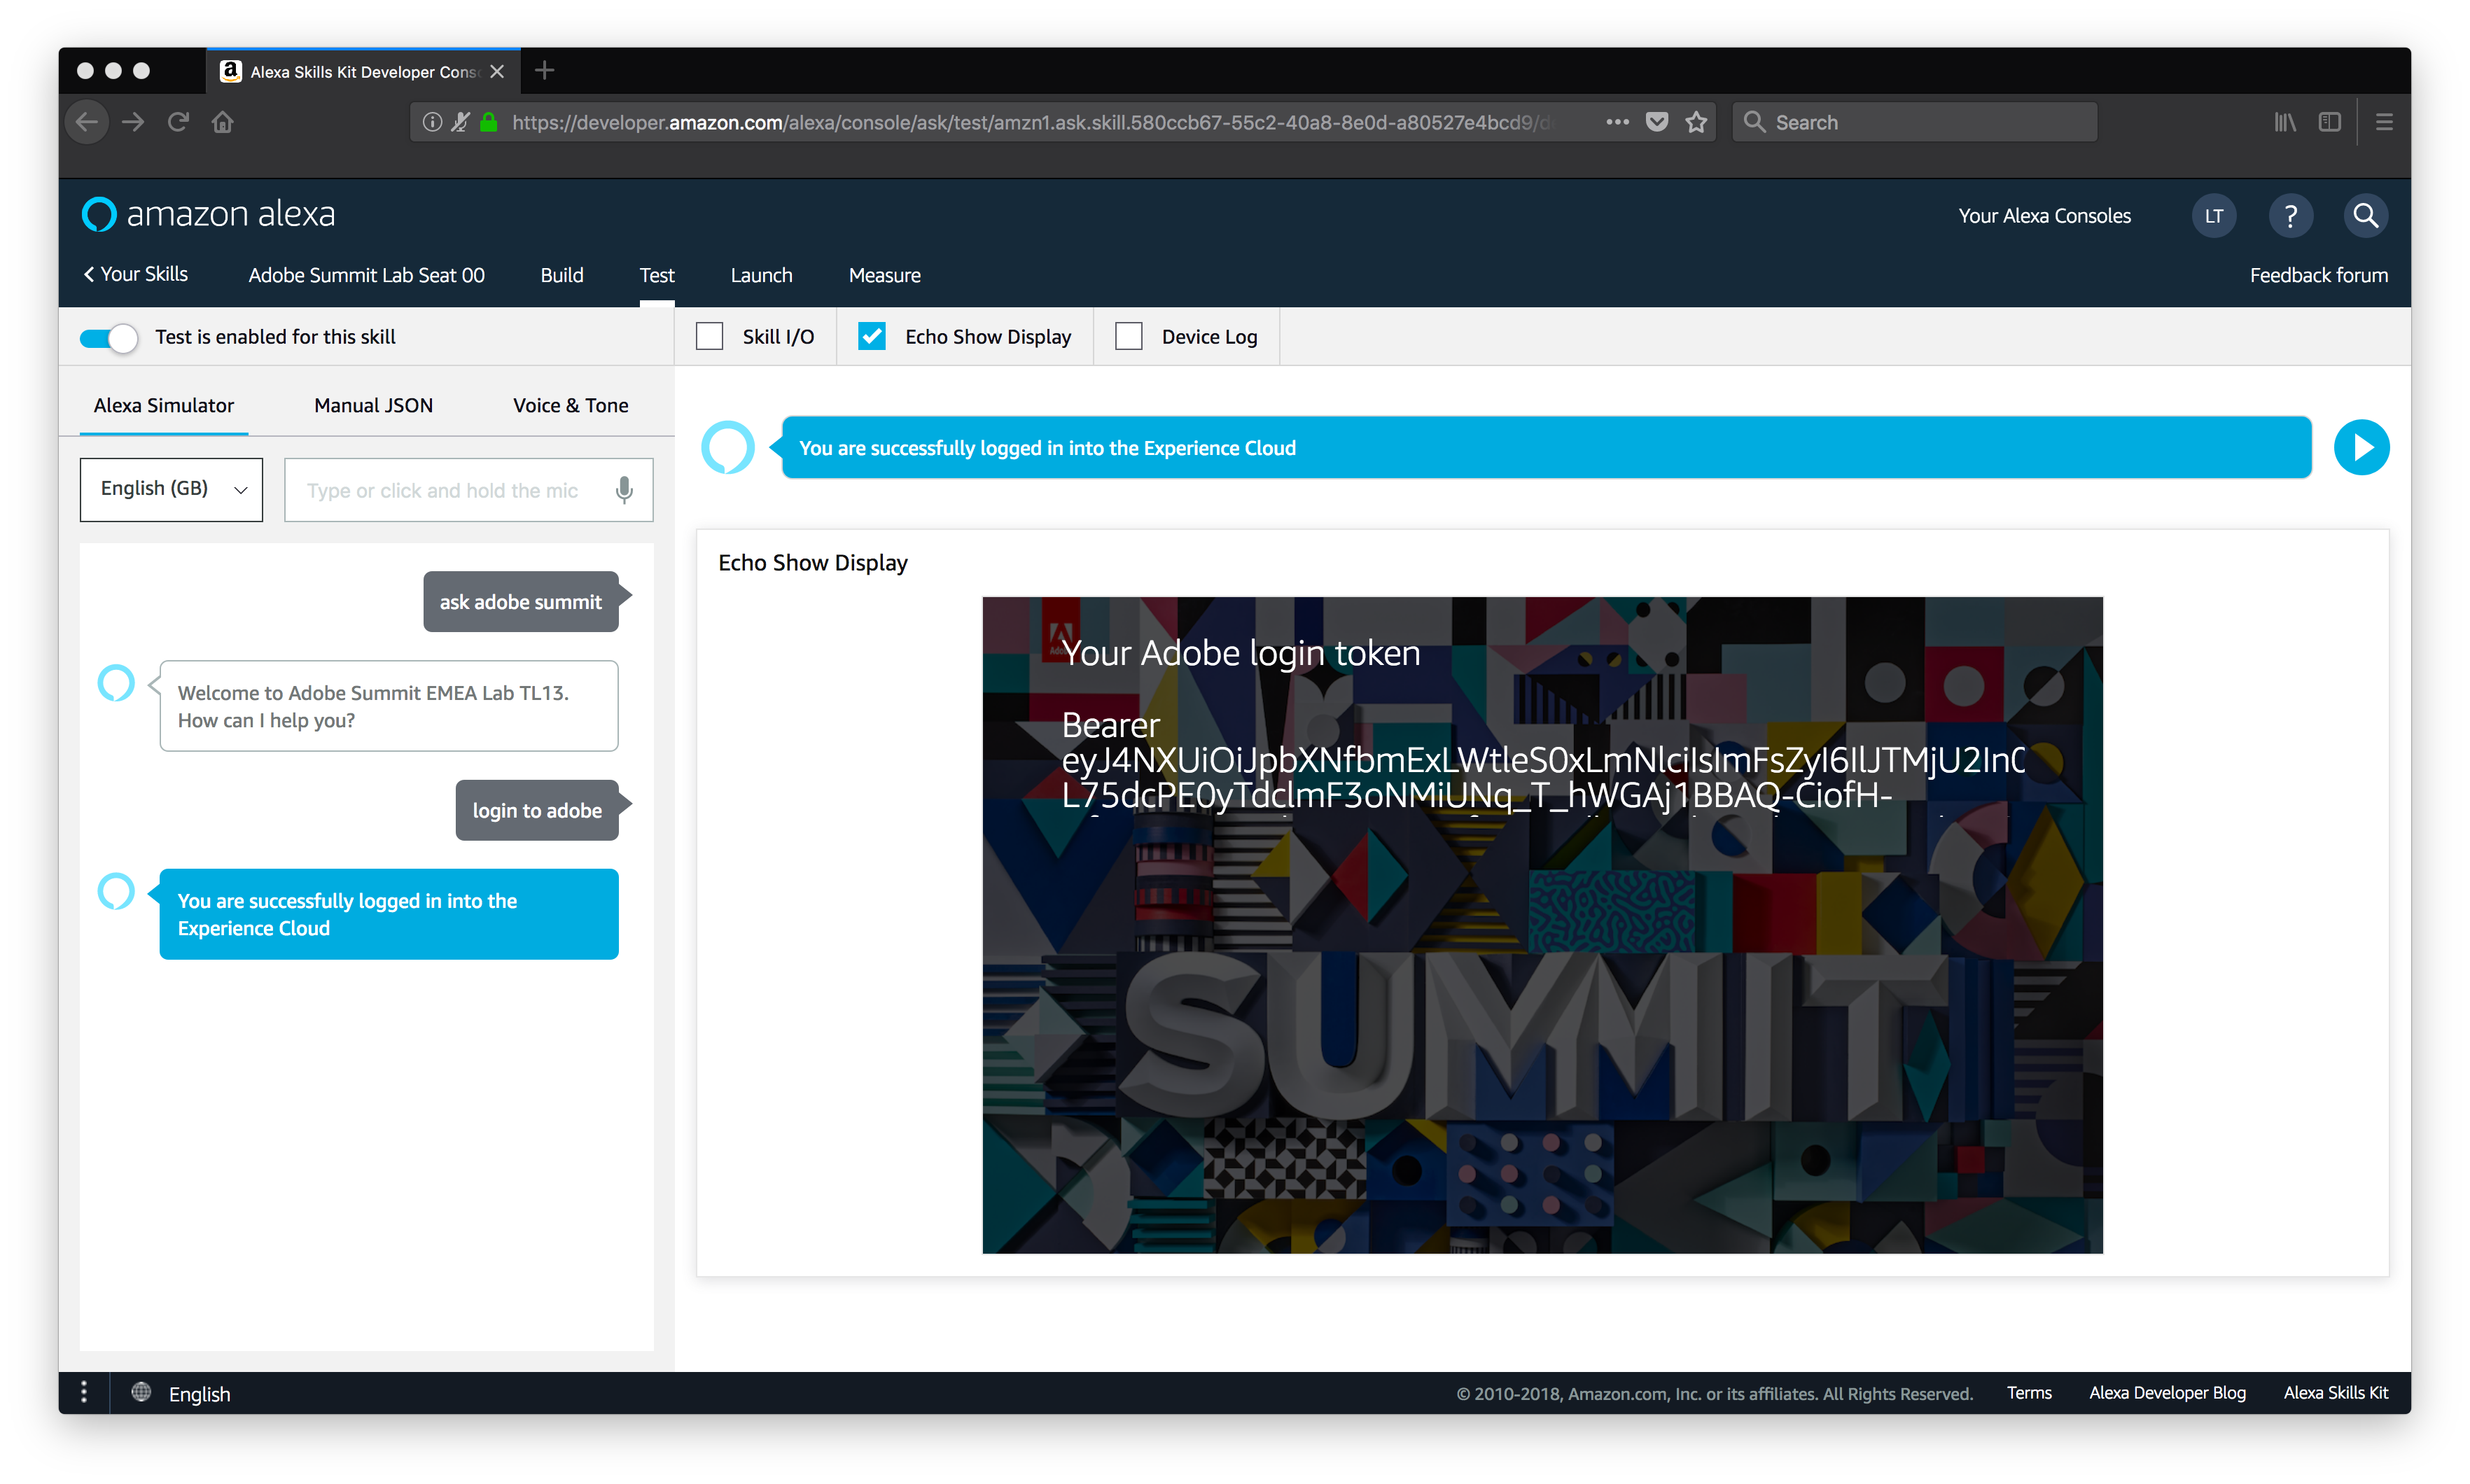 Alexa Skills Kit Developer Cons
https://developer.amazon.com/alexa/console/ask/test/amzn1.ask.skill.580ccb67-55c2-40a8-8e0d-a80527e4bcd9/d
Search
amazon alexa
Your Alexa Consoles
LT
?
Your Skills
Adobe Summit Lab Seat 00
Build
Test
Launch
Measure
Feedback forum
Test is enabled for this skill
Skill I/O
Echo Show Display
Device Log
Alexa Simulator
Manual JSON
Voice & Tone
English (GB)
Type or click and hold the mic
ask adobe summit
Welcome to Adobe Summit EMEA Lab TL13.
How can I help you?
login to adobe
You are successfully logged in into the
Experience Cloud
You are successfully logged in into the Experience Cloud
Echo Show Display
Your Adobe login token
Bearer
eyJ4NXUiOiJpbXNfbmExLWtleS0xLmNlciIsImFsZyI6IlJTMjU2In0
L75dcPE0yTdclmF3oNMiUNq_T_hWGAj1BBAQ-CiofH-
SUMMIT
English
© 2010-2018, Amazon.com, Inc. or its affiliates. All Rights Reserved.
Terms
Alexa Developer Blog
Alexa Skills Kit